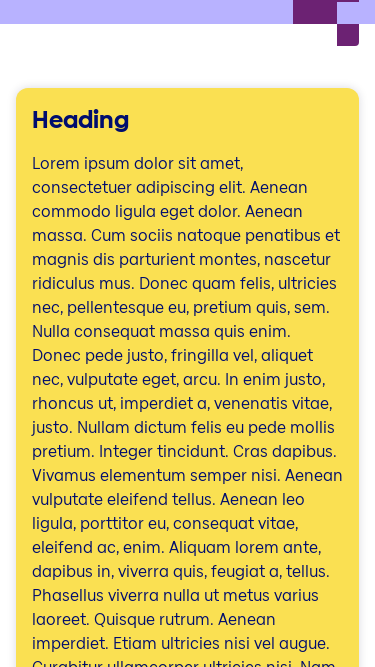 Heading
Lorem ipsum dolor sit amet,
consectetuer adipiscing elit. Aenean
commodo ligula eget dolor. Aenean
massa. Cum sociis natoque penatibus et
magnis dis parturient montes, nascetur
ridiculus mus. Donec quam felis, ultricies
nec, pellentesque eu, pretium quis, sem.
Nulla consequat massa quis enim.
Donec pede justo, fringilla vel, aliquet
nec, vulputate eget, arcu. In enim justo,
rhoncus ut, imperdiet a, venenatis vitae,
justo. Nullam dictum felis eu pede mollis
pretium. Integer tincidunt. Cras dapibus.
Vivamus elementum semper nisi. Aenean
vulputate eleifend tellus. Aenean leo
ligula, porttitor eu, consequat vitae,
eleifend ac, enim. Aliquam lorem ante,
dapibus in, viverra quis, feugiat a, tellus.
Phasellus viverra nulla ut metus varius
laoreet. Quisque rutrum. Aenean
imperdiet. Etiam ultricies nisi vel augue.
Curabitur ullamcorper ultricies nisi. Nam